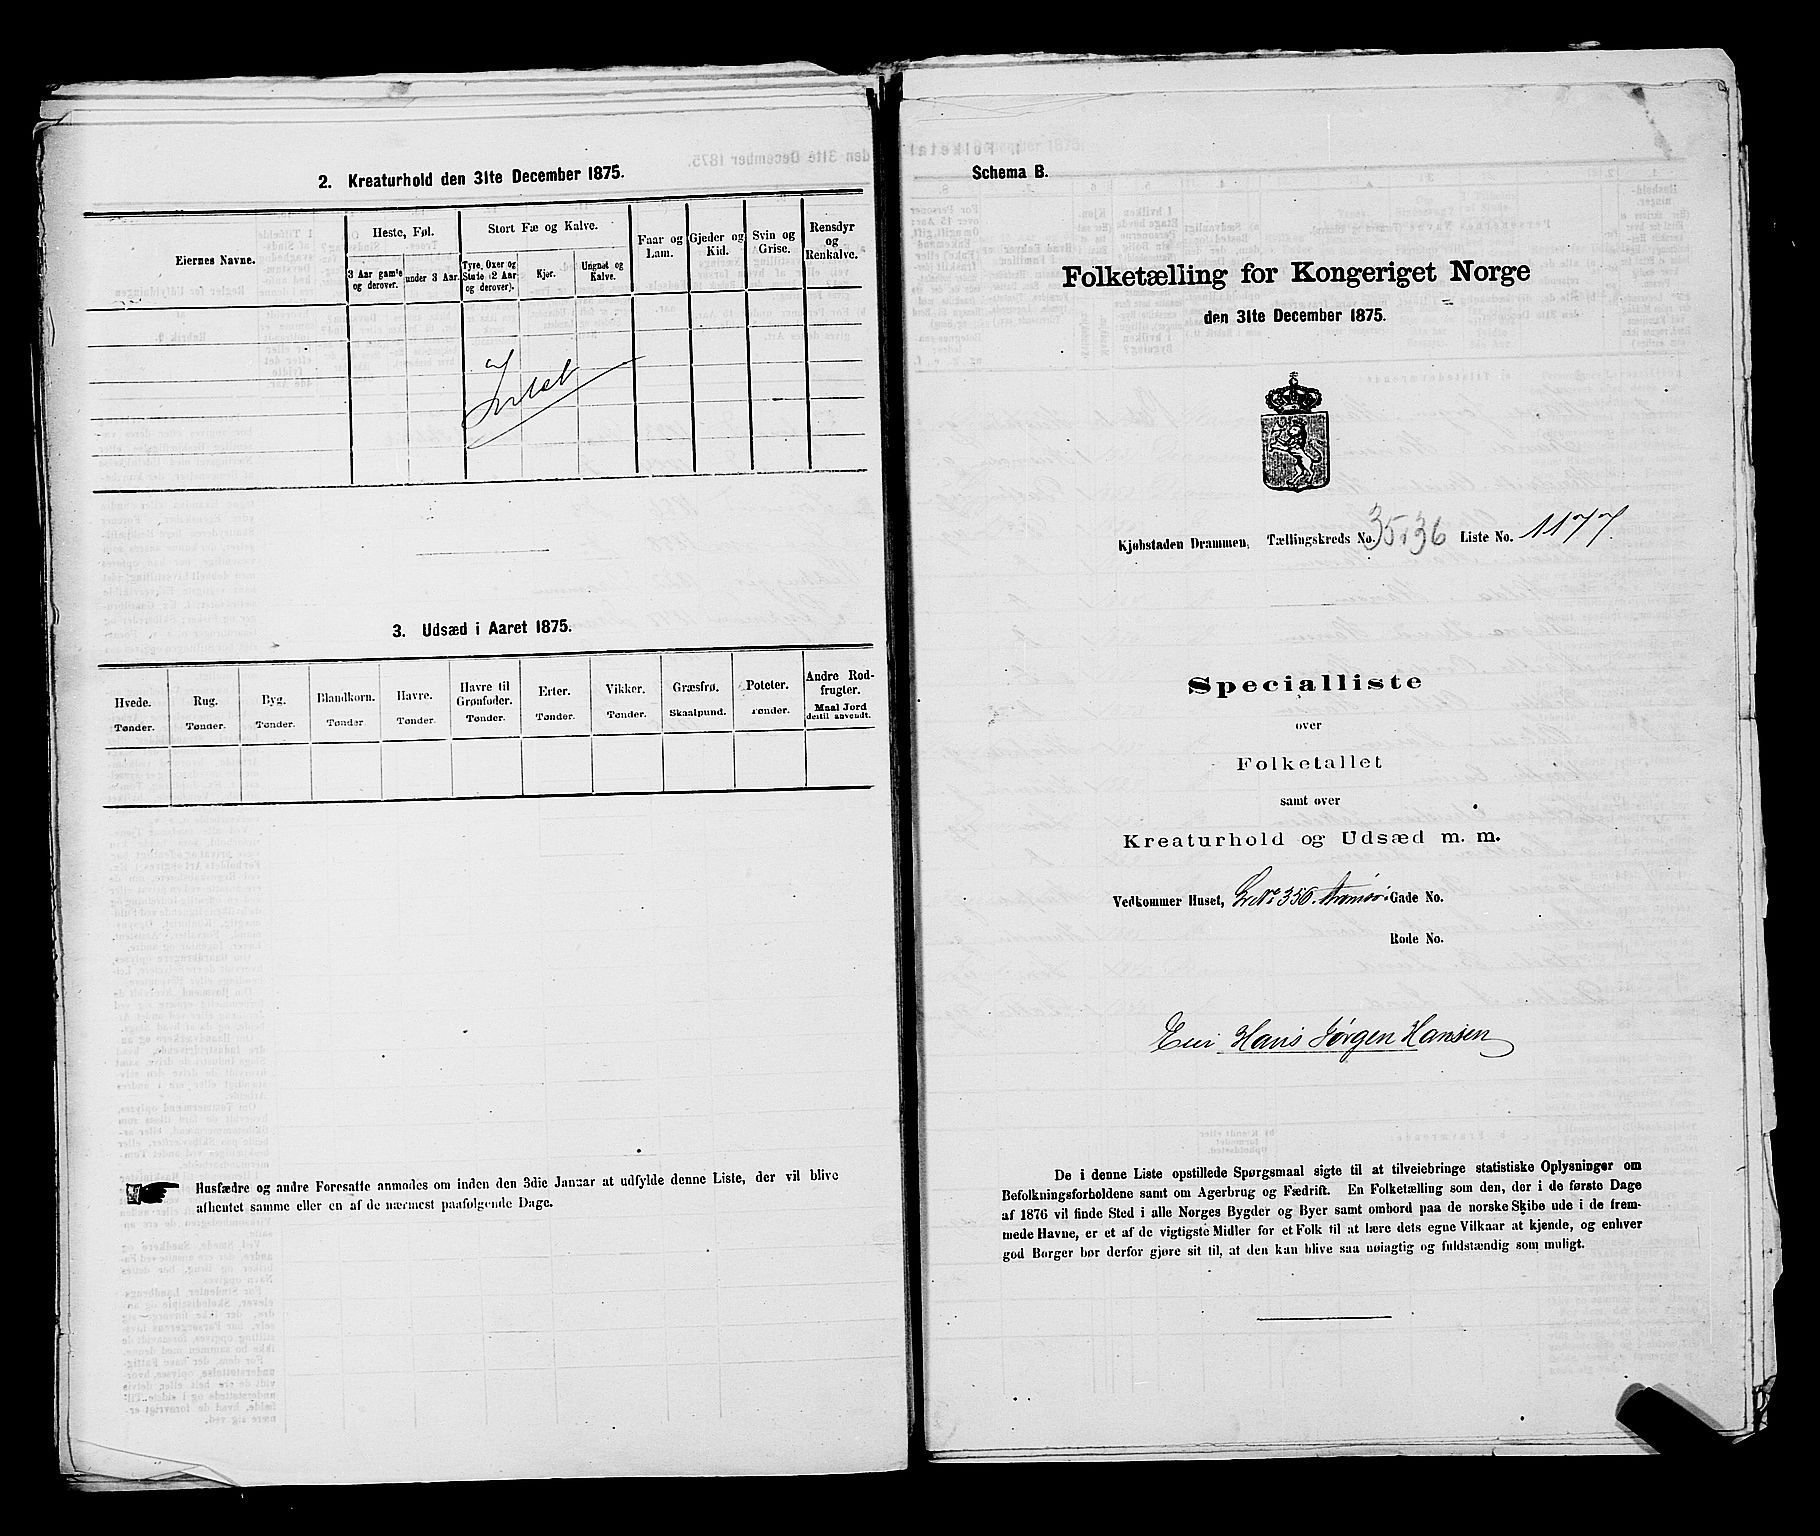 2. Kreaturhold den 31te December 1875.
Eiernes Navne.
Heste, Føl.
3 Aar gamle og derover.
under 3 Aar.
Stort Fæ og Kalve.
Tyre, Oxer og Stude (2 Aar og derover).
Kjør.
Ungnøt og Kalve.
Faar og Lam.
Gjeder og Kid.
Svin og Grise.
Rensdyr og Renkalve.
Intet
3. Udsæd i Aaret 1875.
Hvede. Rug. Byg. Blandkorn. Havre. Havre til Grønfoder. Erter. Vikker. Græsfrø. Poteter. Andre Rodfrugter.
Tønder. Tønder. Tønder. Tønder. Tønder. Tønder. Tønder. Tønder. Skaalpund. Tønder. Maal Jord dertil anvendt.
Husfædre og andre Foresatte anmodes om inden den 3die Januar at udfylde denne Liste, der vil blive
afhentet samme eller en af de nærmest paafølgende Dage.
Schema B.
Folketælling for Kongeriget Norge
den 31te December 1875.
Kjøbstaden Drammen, Tællingskreds No. 35,36 Liste No. 1177.
Specialliste
over
Folketallet
samt over
Kreaturhold og Udsæd m. m.
Vedkommer Huset, Gr No 350. Tromsø Gade No.
Rode No.
Eier Hans Jørgen Hansen
De i denne Liste opstillede Spørgsmaal sigte til at tilveiebringe statistiske Oplysninger om
Befolkningsforholdene samt om Agerbrug og Fædrift. En Folketælling som den, der i de første Dage
af 1876 vil finde Sted i alle Norges Bygder og Byer samt ombord paa de norske Skibe ude i de frem-
mede Havne, er et af de vigtigste Midler for et Folk til at lære dets egne Vilkaar at kjende, og enhver
god Borger bør derfor gjøre sit til, at den kan blive saa nøiagtig og fuldstændig som muligt.